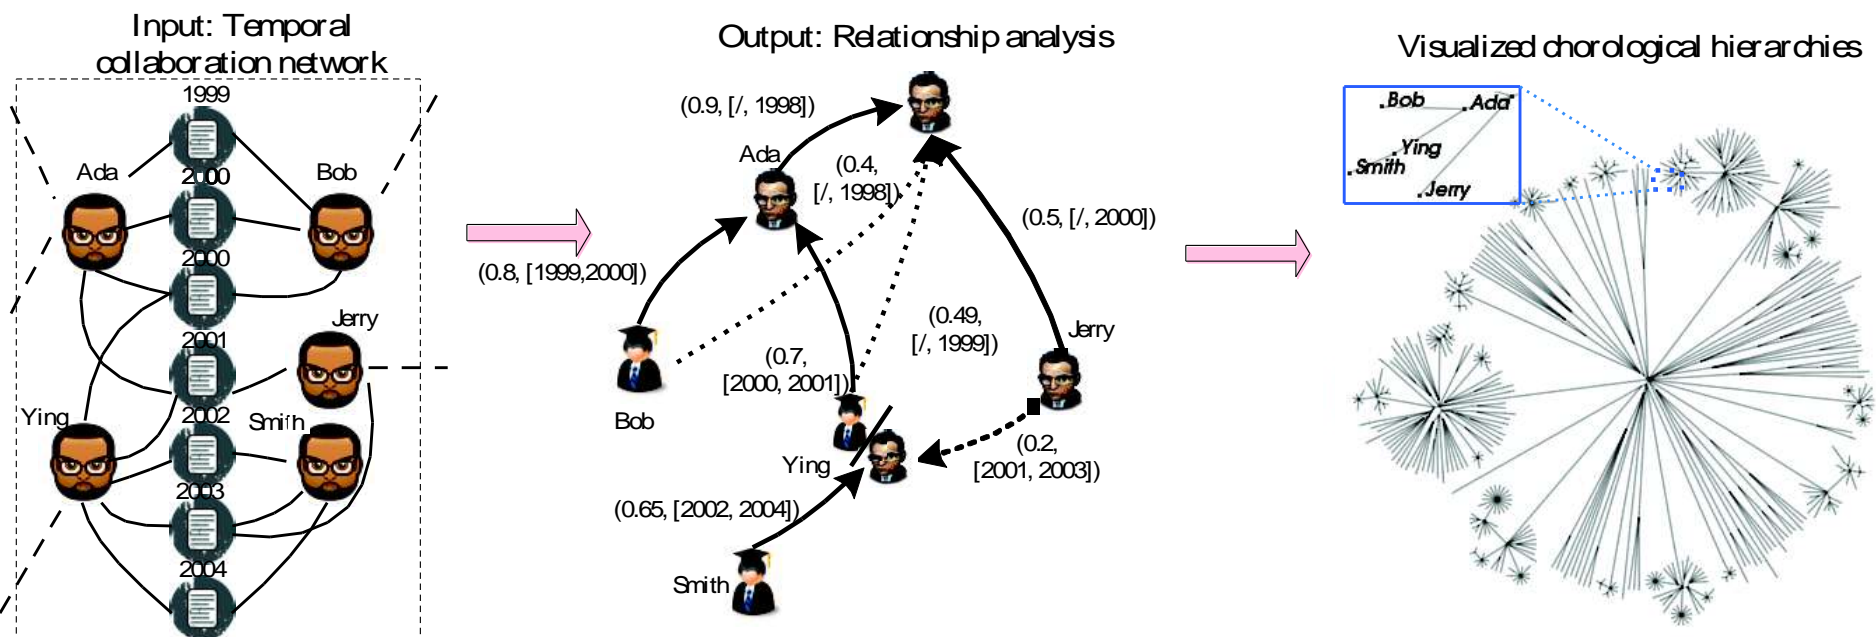 Input: Temporal
collaboration network
1999
2000
Ada
Bob
2000
Jerry
2001
2002
Ying
Smith
2003
2004
Output: Relationship analysis
(0.9, [/, 1998])
Ada
(0.4,
[/, 1998])
(0.5, [/, 2000])
(0.8, [1999,2000])
(0.49,
[/, 1999])
Jerry
(0.7,
[2000, 2001])
Bob
Ying
(0.2,
[2001, 2003])
(0.65, [2002, 2004])
Smith
Visualized chorological hierarchies
Bob
Ada
Ying
Smith
Jerry